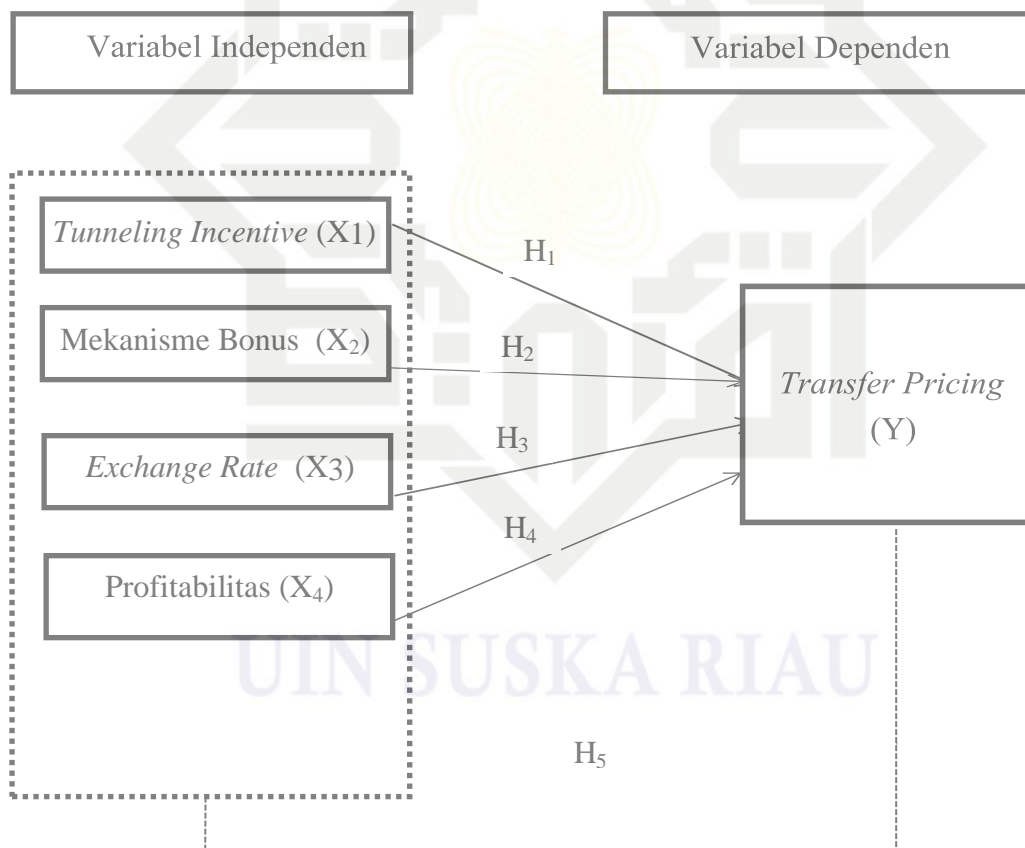 Variabel Independen
Variabel Dependen
Tunneling Incentive (X1)
H₁
Mekanisme Bonus (X₂)
H₂
Transfer Pricing
(Y)
H₃
Exchange Rate (X3)
H₄
Profitabilitas (X₄)
UIN SUSKA RIAU
H₅